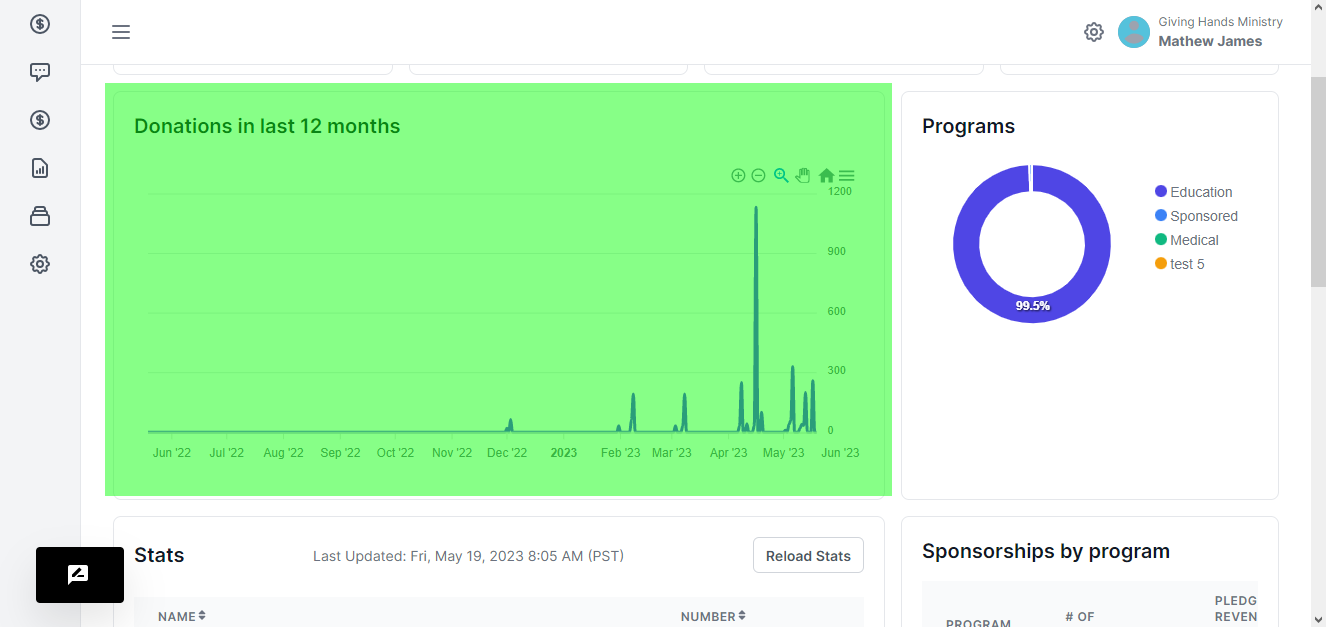 Giving Hands Ministry
Mathew James
Donations in last 12 months
1200
900
600
300
0
Jun '22 Jul '22 Aug '22 Sep '22 Oct '22 Nov '22 Dec '22 2023 Feb '23 Mar '23 Apr '23 May '23 Jun '23
Programs
99.5%
Education
Sponsored
Medical
test 5
Stats
Last Updated: Fri, May 19, 2023 8:05 AM (PST)
Reload Stats
NAME NUMBER
Sponsorships by program
PROGRAM # OF PLEDG
REVEN